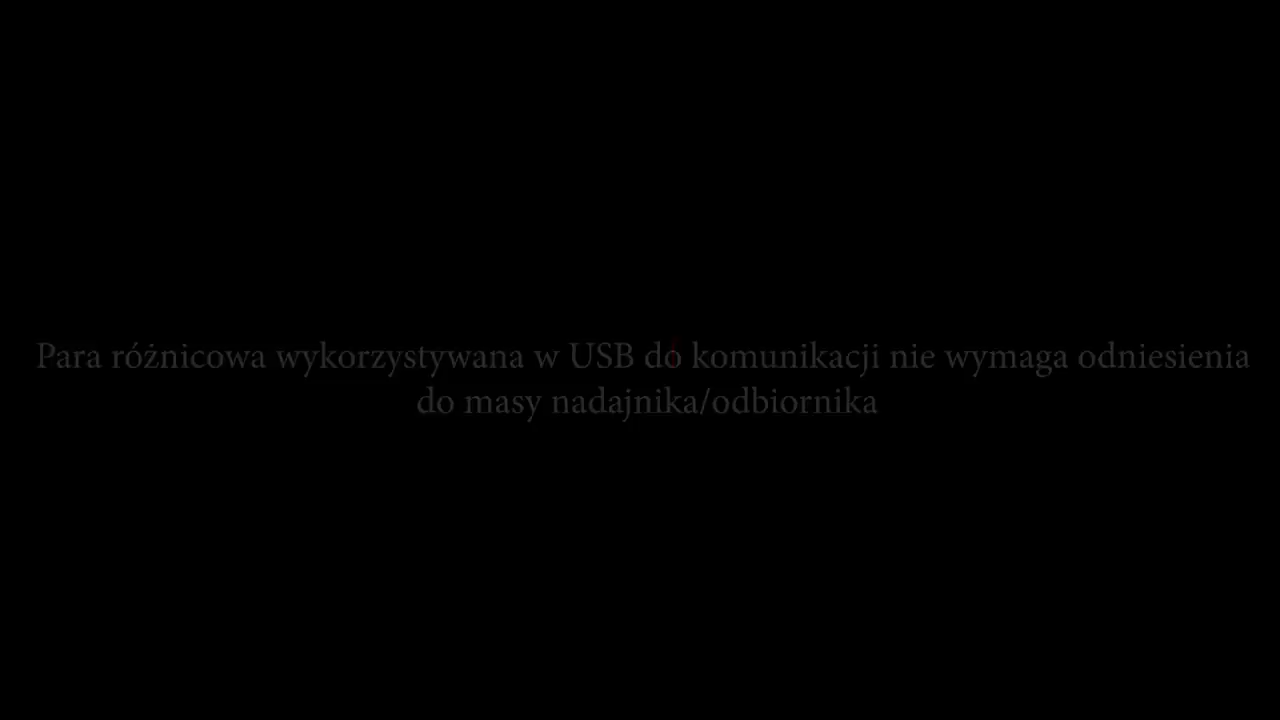 Para różnicowa wykorzystywana w USB do komunikacji nie wymaga odniesienia
do masy nadajnika/odbiornika